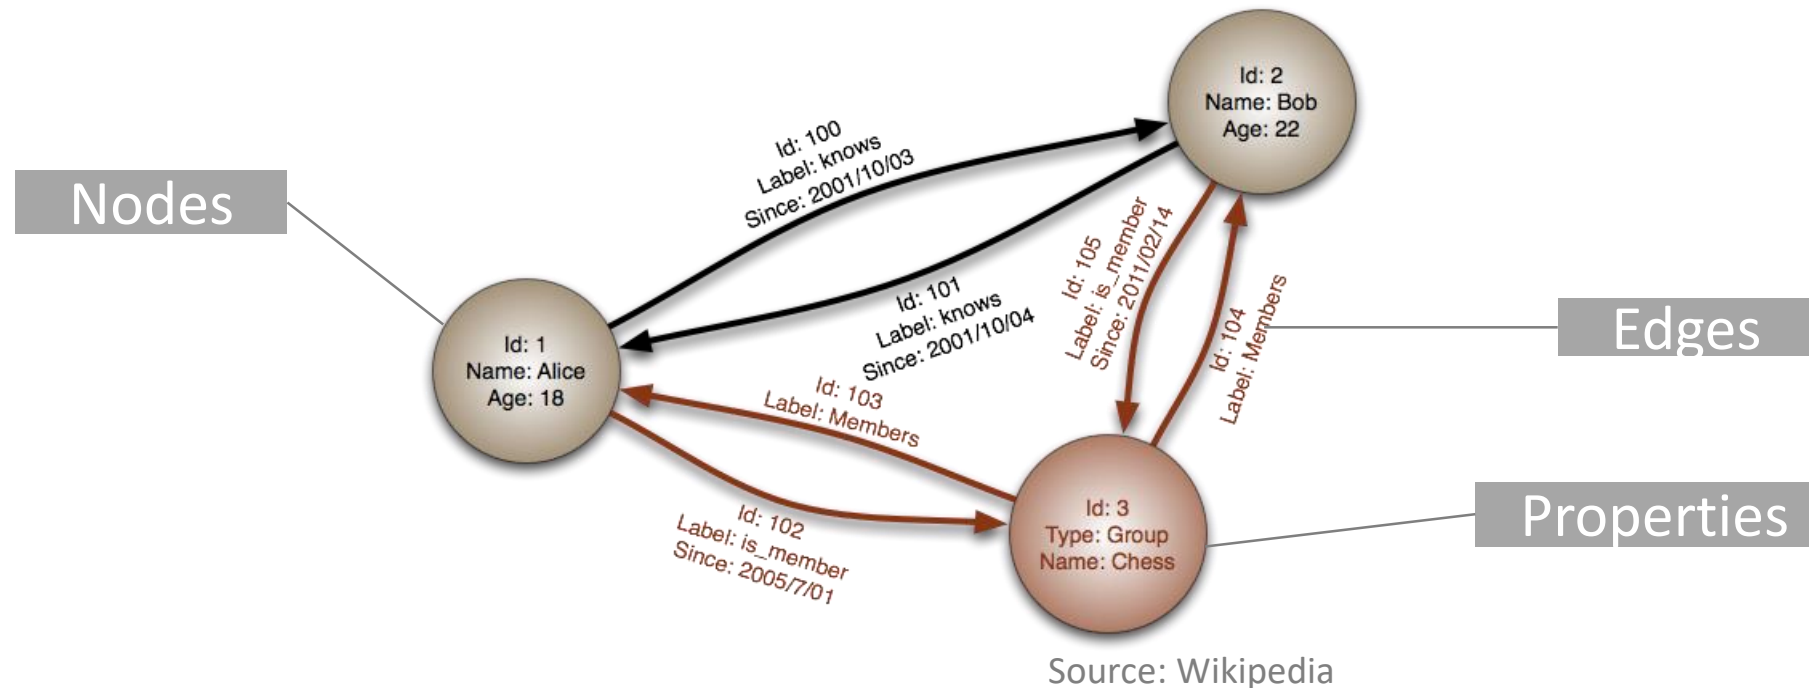 Nodes
Id: 1
Name: Alice
Age: 18
Id: 100
Label: knows
Since: 2001/10/03
Id: 101
Label: knows
Since: 2001/10/04
Id: 2
Name: Bob
Age: 22
Id: 105
Label: is_member
Since: 2011/02/14
Id: 104
Label: Members
Edges
Id: 103
Label: Members
Id: 102
Label: is_member
Since: 2005/7/01
Id: 3
Type: Group
Name: Chess
Properties
Source: Wikipedia